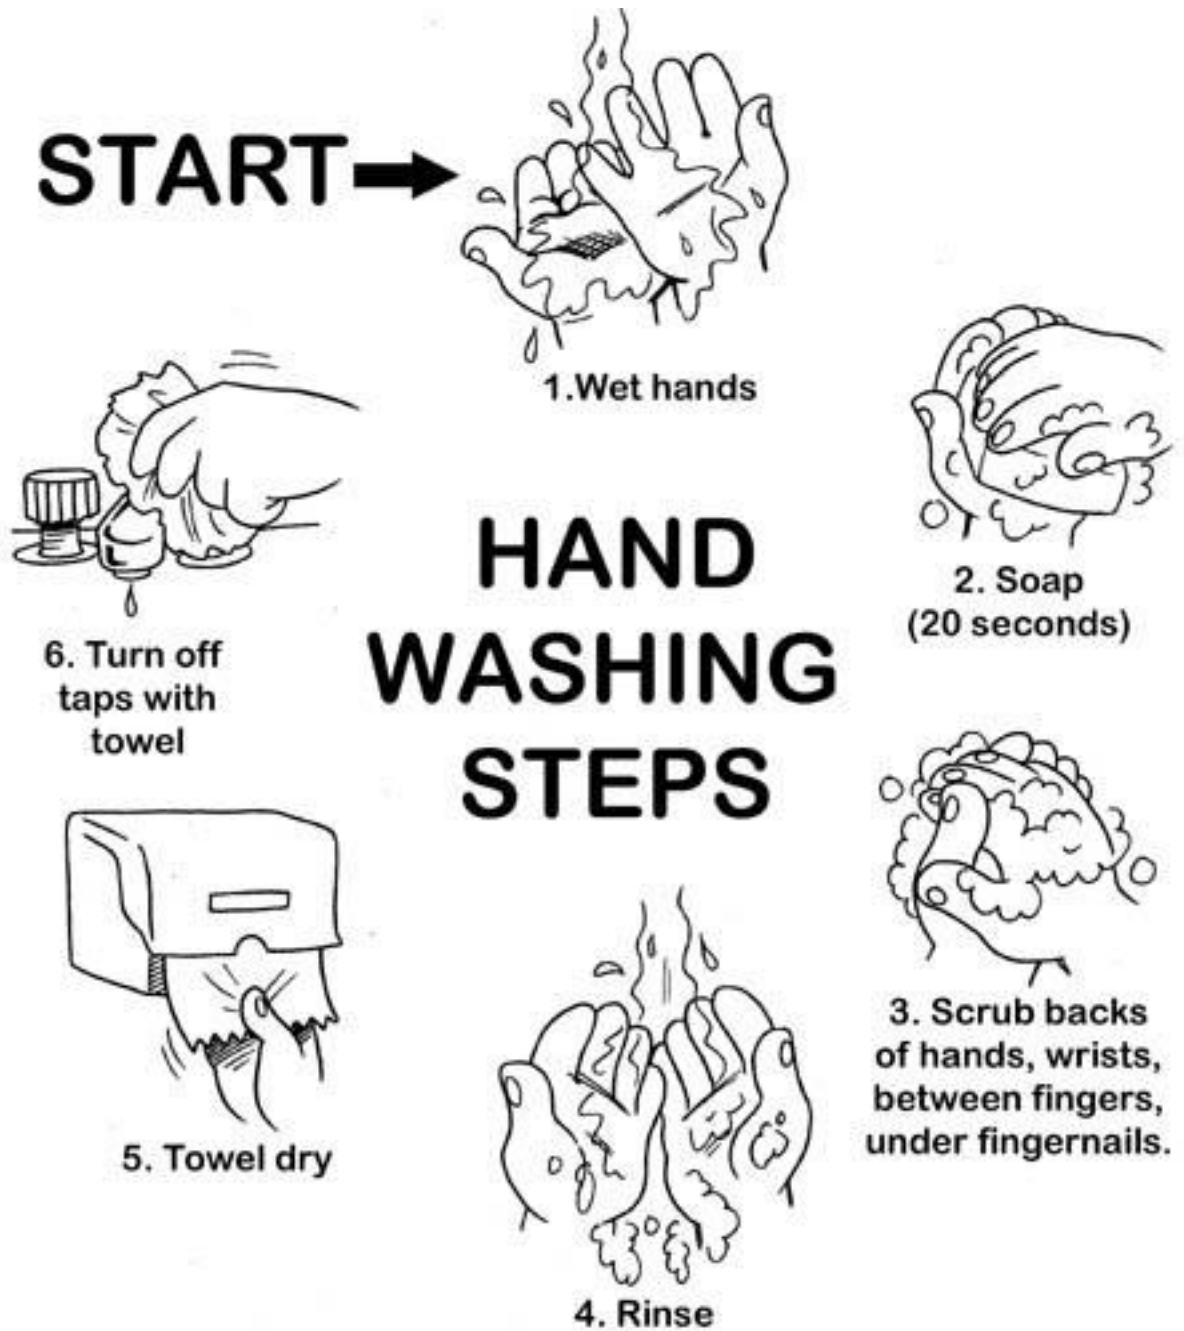 START
1.Wet hands
2. Soap
(20 seconds)
3. Scrub backs
of hands, wrists,
between fingers,
under fingernails.
4. Rinse
5. Towel dry
6. Turn off
taps with
towel
HAND
WASHING
STEPS